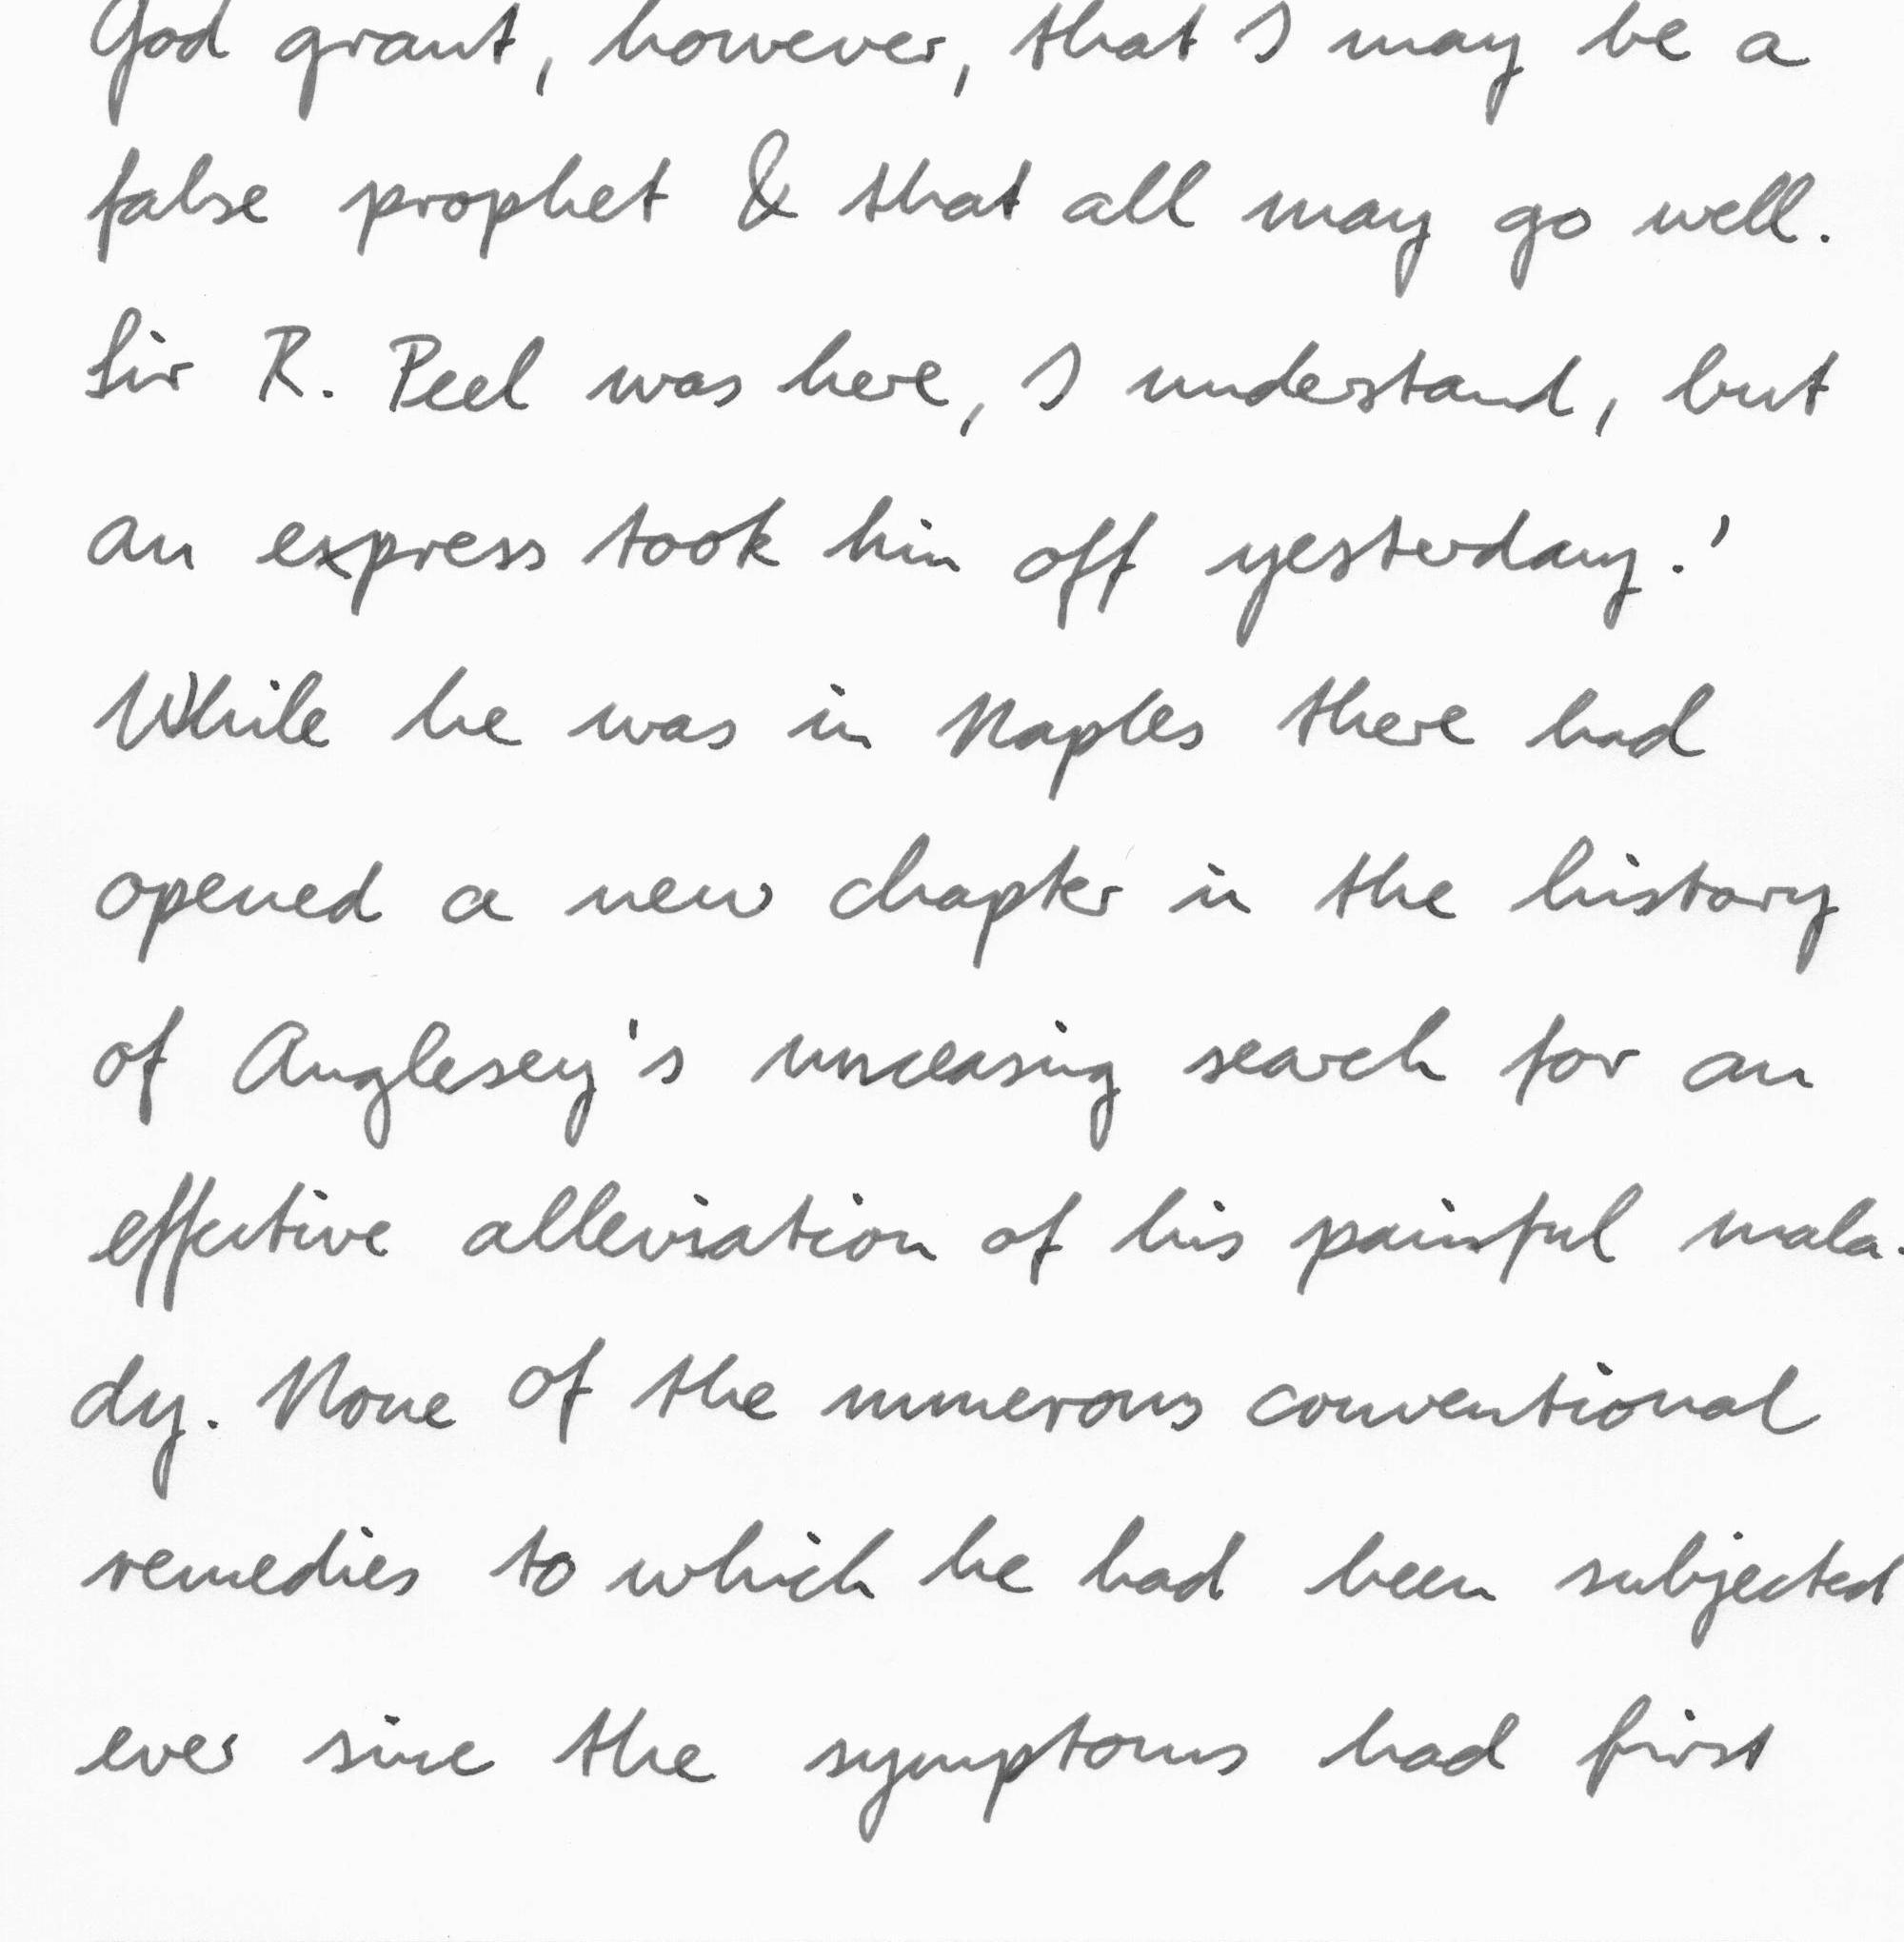 God grant, however, that I may be a
false prophet & that all may go well.
Sir R. Peel was here, I understand, but
an express took him off yesterday.'
While he was in Naples there had
opened a new chapter in the history
of Anglesey's unceasing search for an
effective alleviation of his painful mala-
dy. None of the numerous conventional
remedies to which he had been subjected
ever since the symptoms had first